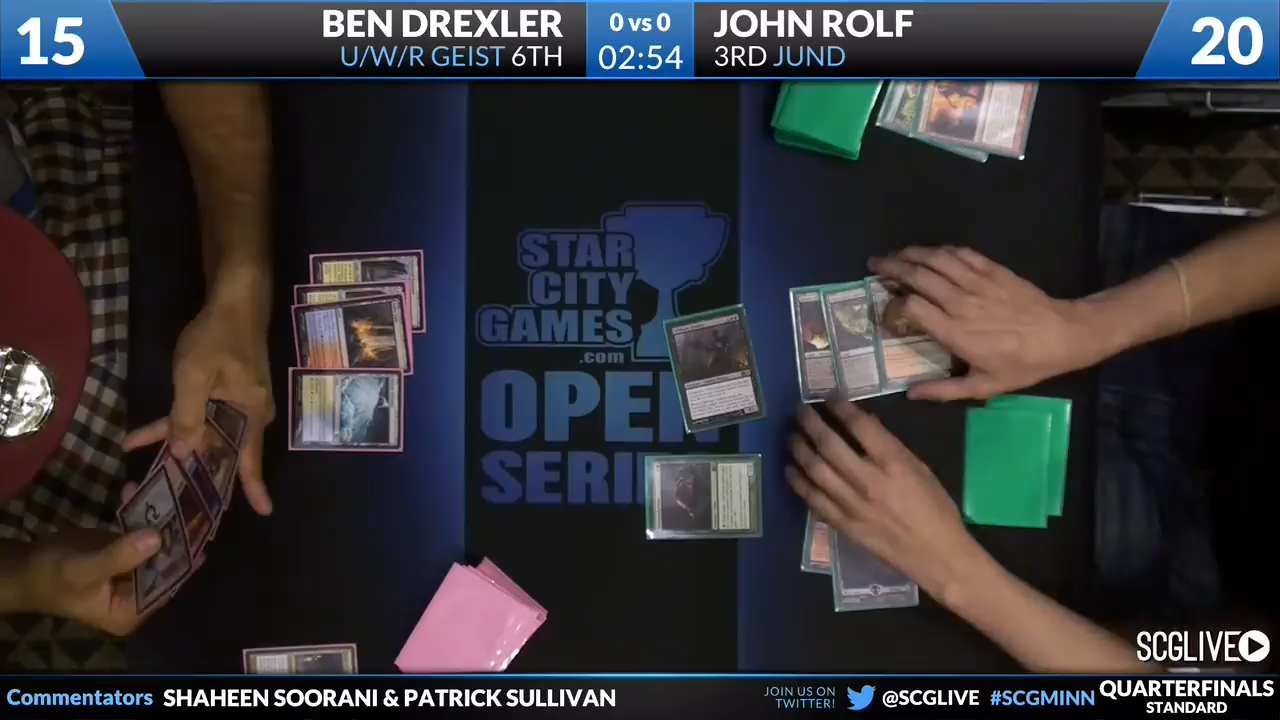 15
BEN DREXLER
U/W/R GEIST 6TH
0 vs 0
02:54
JOHN ROLF
3RD JUND
20
STAR
CITY
GAMES
.com
OPEN
SERI
SCGLIVE
Commentators SHAHEEN SOORANI & PATRICK SULLIVAN
JOIN US ON
TWITTER!
@SCGLIVE #SCGMINN
QUARTERFINALS
STANDARD